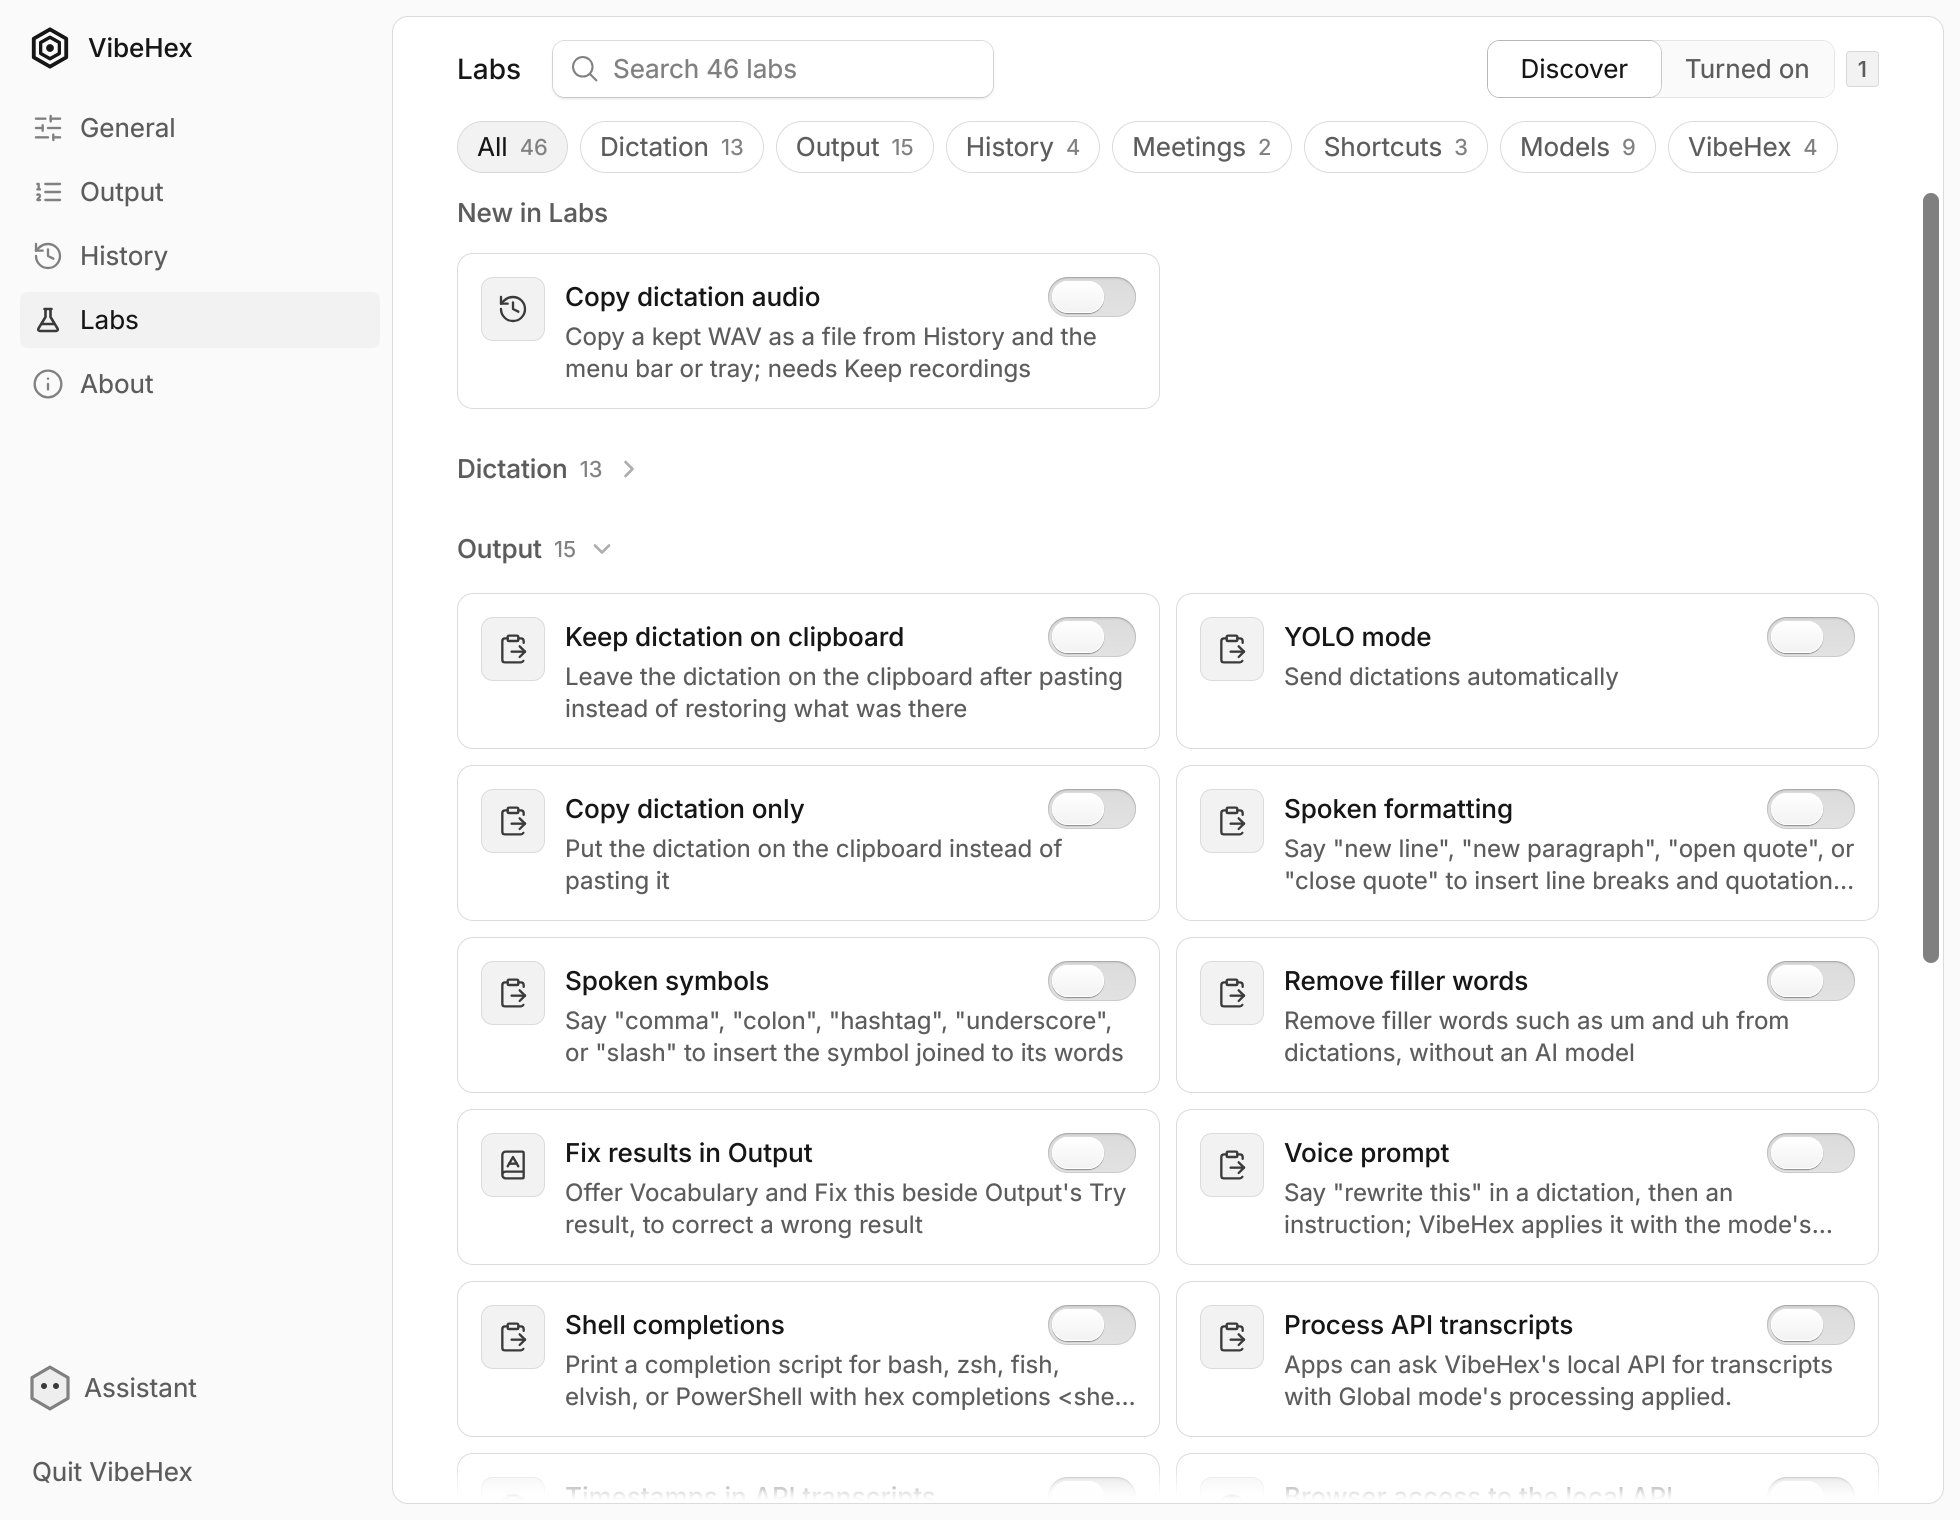 VibeHex
General
Output
History
Labs
About
Assistant
Quit VibeHex
Labs
Search 46 labs
Discover
Turned on
1
All 46
Dictation 13
Output 15
History 4
Meetings 2
Shortcuts 3
Models 9
VibeHex 4
New in Labs
Copy dictation audio
Copy a kept WAV as a file from History and the
menu bar or tray; needs Keep recordings
Dictation 13
Output 15
Keep dictation on clipboard
Leave the dictation on the clipboard after pasting
instead of restoring what was there
YOLO mode
Send dictations automatically
Copy dictation only
Put the dictation on the clipboard instead of
pasting it
Spoken formatting
Say "new line", "new paragraph", "open quote", or
"close quote" to insert line breaks and quotation...
Spoken symbols
Say "comma", "colon", "hashtag", "underscore",
or "slash" to insert the symbol joined to its words
Remove filler words
Remove filler words such as um and uh from
dictations, without an AI model
Fix results in Output
Offer Vocabulary and Fix this beside Output's Try
result, to correct a wrong result
Voice prompt
Say "rewrite this" in a dictation, then an
instruction; VibeHex applies it with the mode's...
Shell completions
Print a completion script for bash, zsh, fish,
elvish, or PowerShell with hex completions <she...
Process API transcripts
Apps can ask VibeHex's local API for transcripts
with Global mode's processing applied.
Timestamps in API transcripts
Browser access to the local API